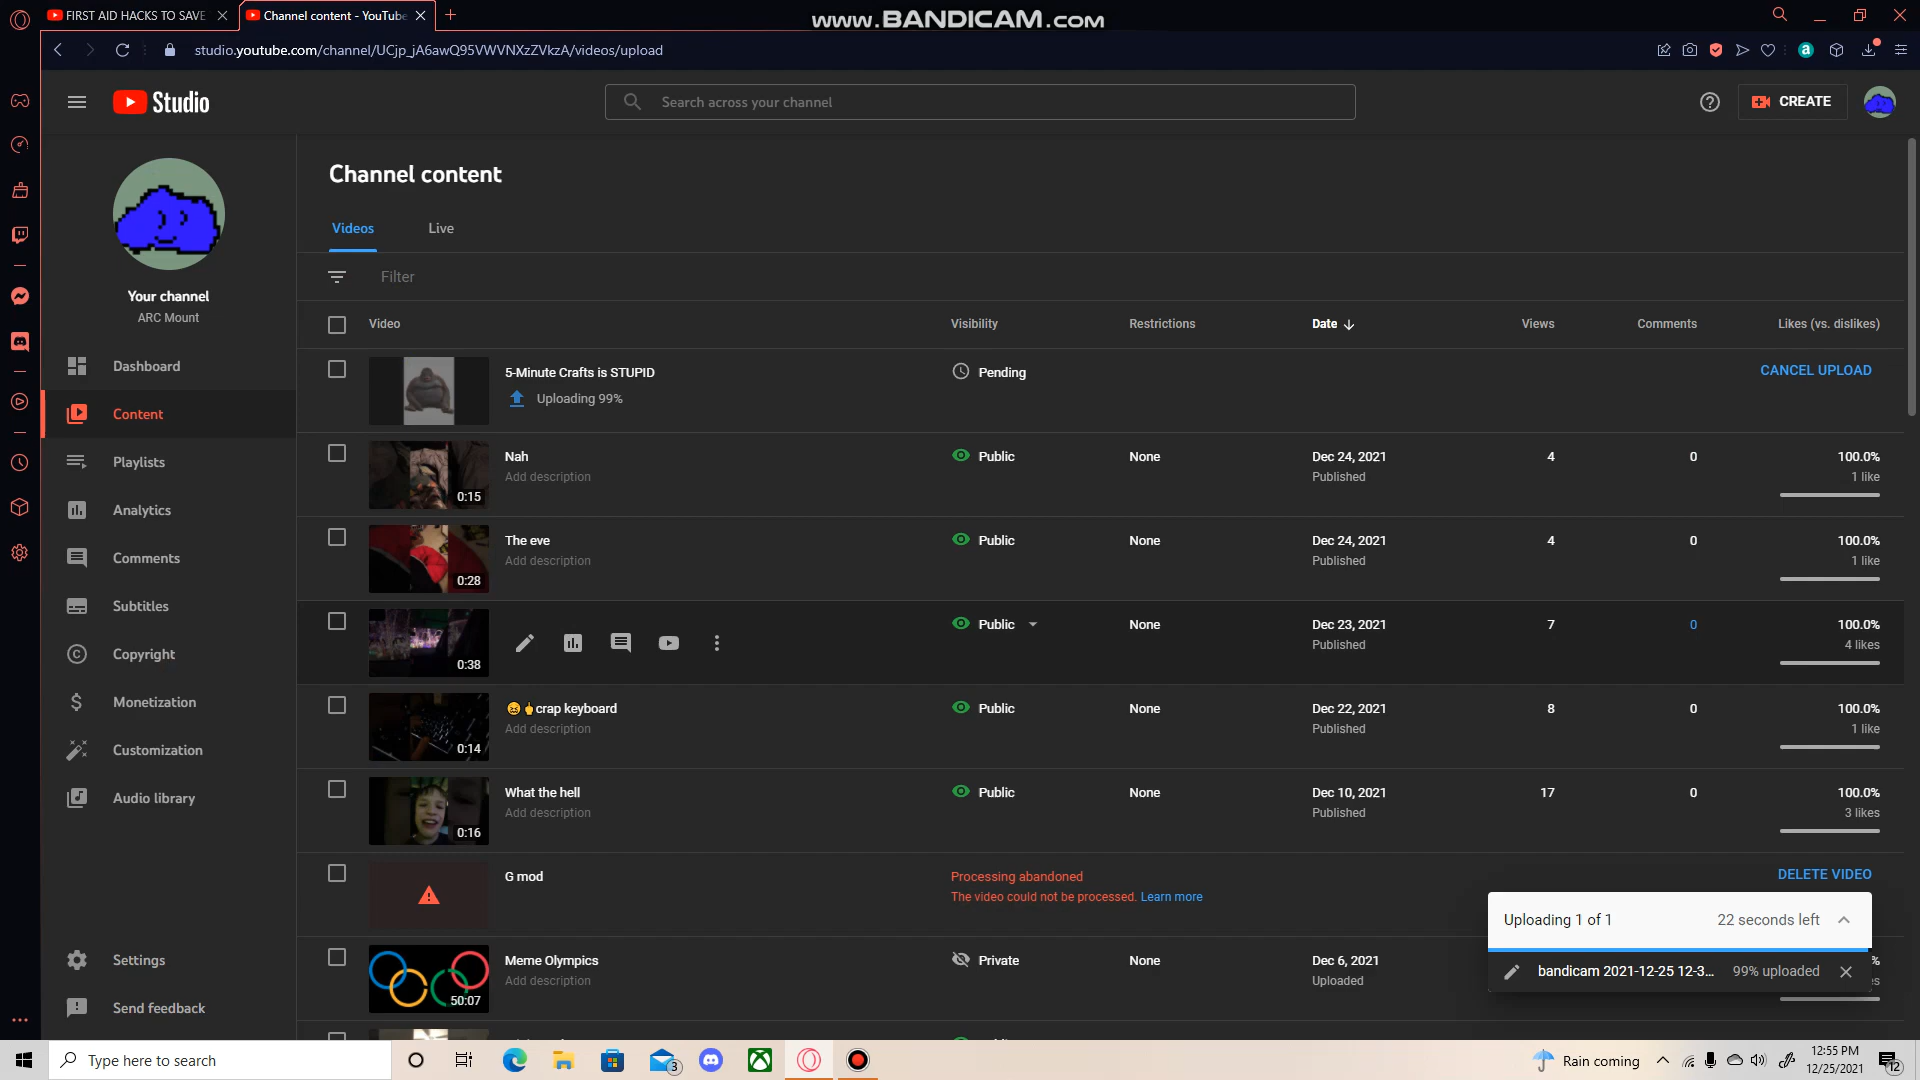 FIRST AID HACKS TO SAVE
Channel content - YouTube
www.BANDICAM.com
studio.youtube.com/channel/UCjp_jA6awQ95VWVNXzZVkzA/videos/upload
Studio
Search across your channel
CREATE
Your channel
ARC Mount
Dashboard
Content
Playlists
Analytics
Comments
Subtitles
Copyright
Monetization
Customization
Audio library
Settings
Send feedback
Channel content
Videos Live
Filter
Video Visibility Restrictions Date Views Comments Likes (vs. dislikes)
5-Minute Crafts is STUPID Pending CANCEL UPLOAD
Uploading 99%
Nah Public None Dec 24, 2021 4 0 100.0%
Add description Published 1 like
0:15
The eve Public None Dec 24, 2021 4 0 100.0%
Add description Published 1 like
0:28
Public None Dec 23, 2021 7 0 100.0%
Published 4 likes
0:38
😆🖕crap keyboard Public None Dec 22, 2021 8 0 100.0%
Add description Published 1 like
0:14
What the hell Public None Dec 10, 2021 17 0 100.0%
Add description Published 3 likes
0:16
G mod Processing abandoned DELETE VIDEO
The video could not be processed. Learn more
Meme Olympics Private None Dec 6, 2021 %
Add description Uploaded es
50:07
Uploading 1 of 1 22 seconds left
bandicam 2021-12-25 12-3... 99% uploaded
Type here to search
3
Rain coming
12:55 PM
12/25/2021
12